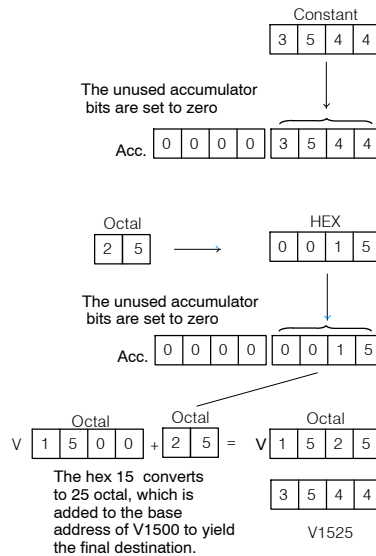 Constant
3 5 4 4
The unused accumulator
bits are set to zero
Acc. 0 0 0 0 3 5 4 4
Octal
HEX
2 5
0 0 1 5
The unused accumulator
bits are set to zero
Acc. 0 0 0 0 0 0 1 5
Octal Octal Octal
V 1 5 0 0 + 2 5 = V 1 5 2 5
The hex 15 converts
to 25 octal, which is
added to the base
address of V1500 to yield
the final destination.
3 5 4 4
V1525